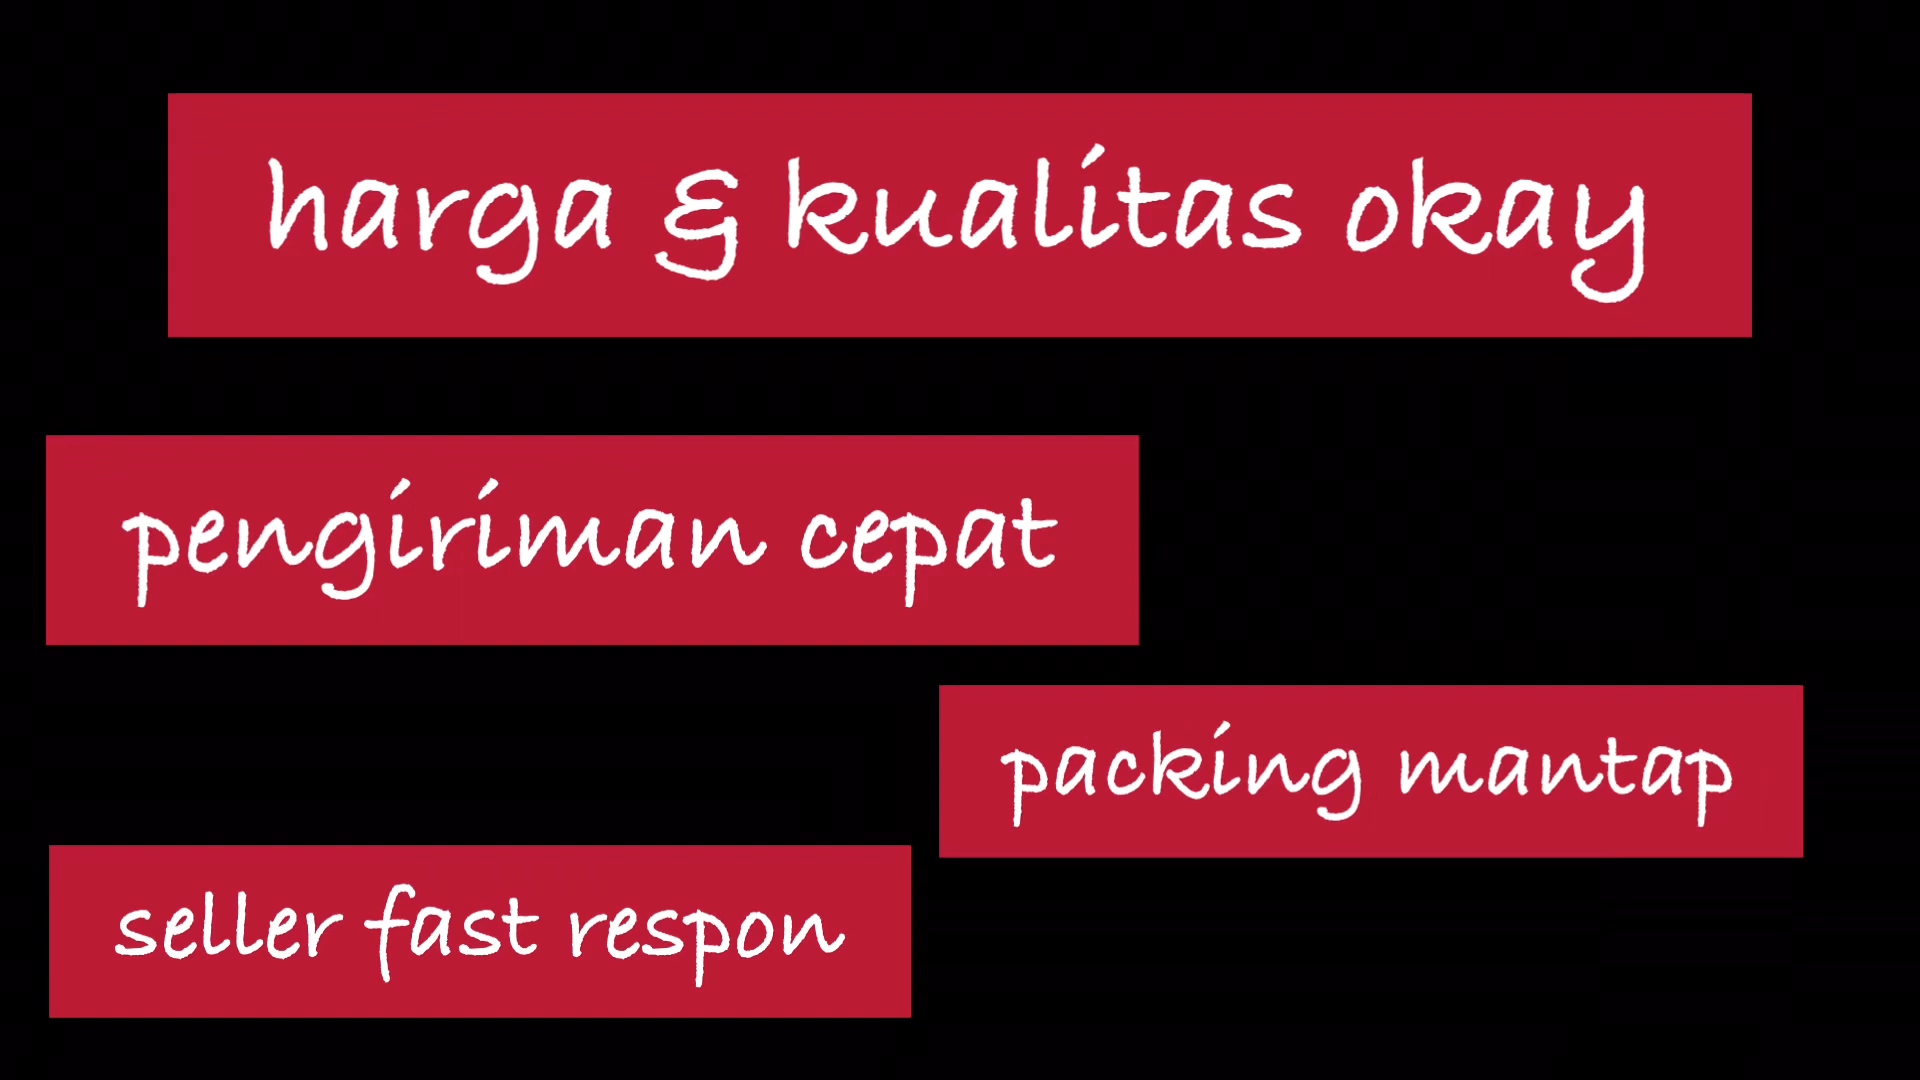 harga & kualitas okay
pengiriman cepat
packing mantap
seller fast respon